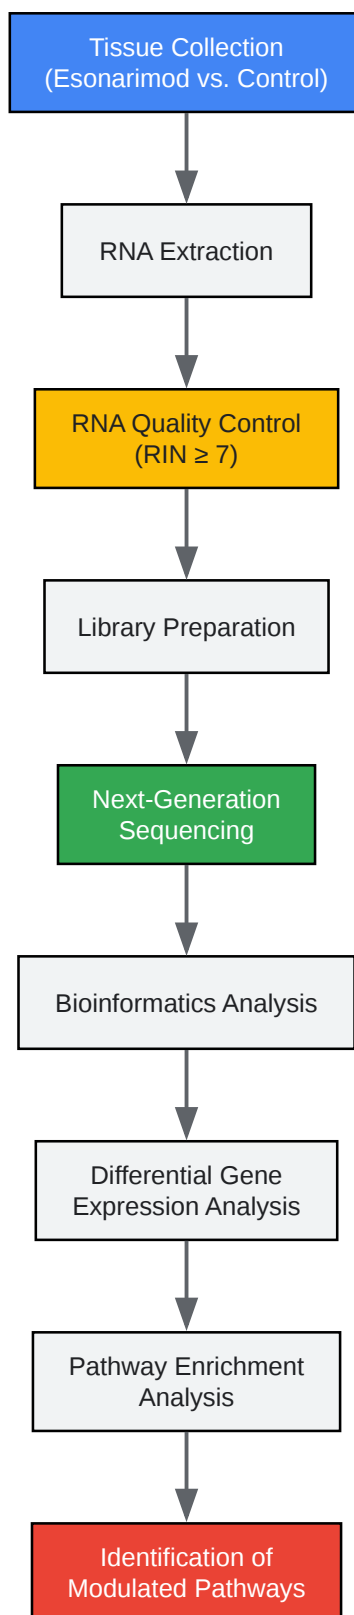 Tissue Collection
(Esonarimod vs. Control)
RNA Extraction
RNA Quality Control
(RIN ≥ 7)
Library Preparation
Next-Generation
Sequencing
Bioinformatics Analysis
Differential Gene
Expression Analysis
Pathway Enrichment
Analysis
Identification of
Modulated Pathways